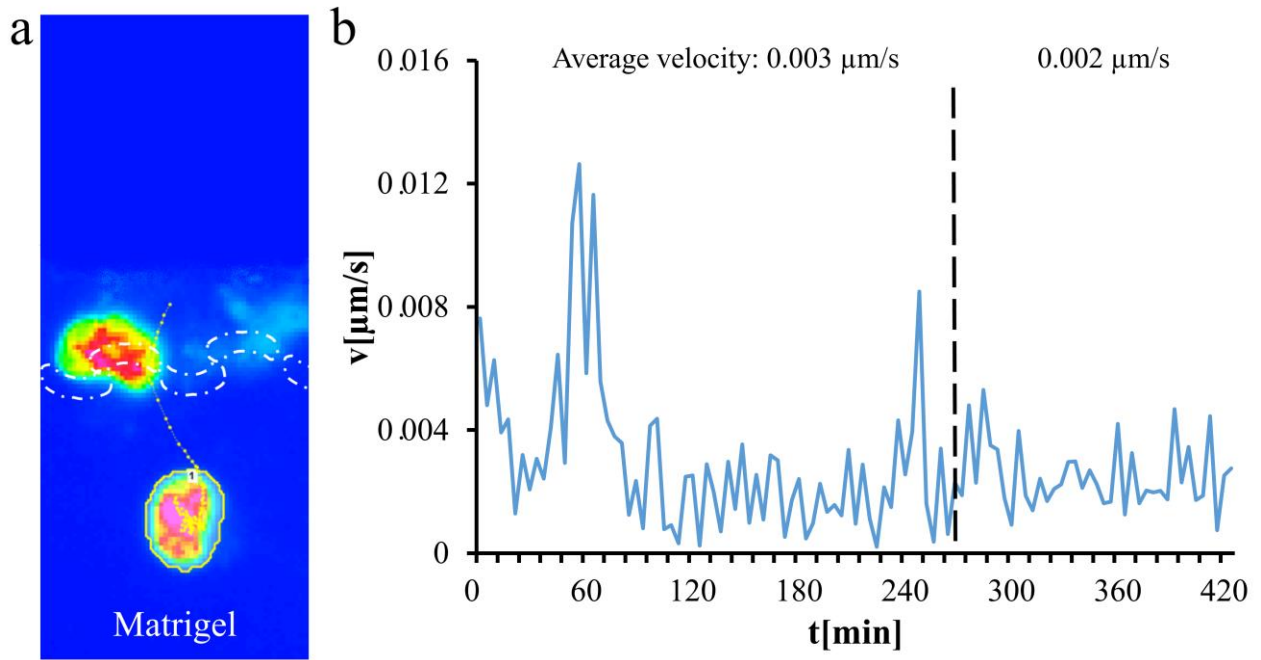 a
1
Matrigel
b
Average velocity: 0.003 µm/s 0.002 µm/s
0.016
0.012
0.008
0.004
0
v[µm/s]
0 60 120 180 240 300 360 420
t[min]